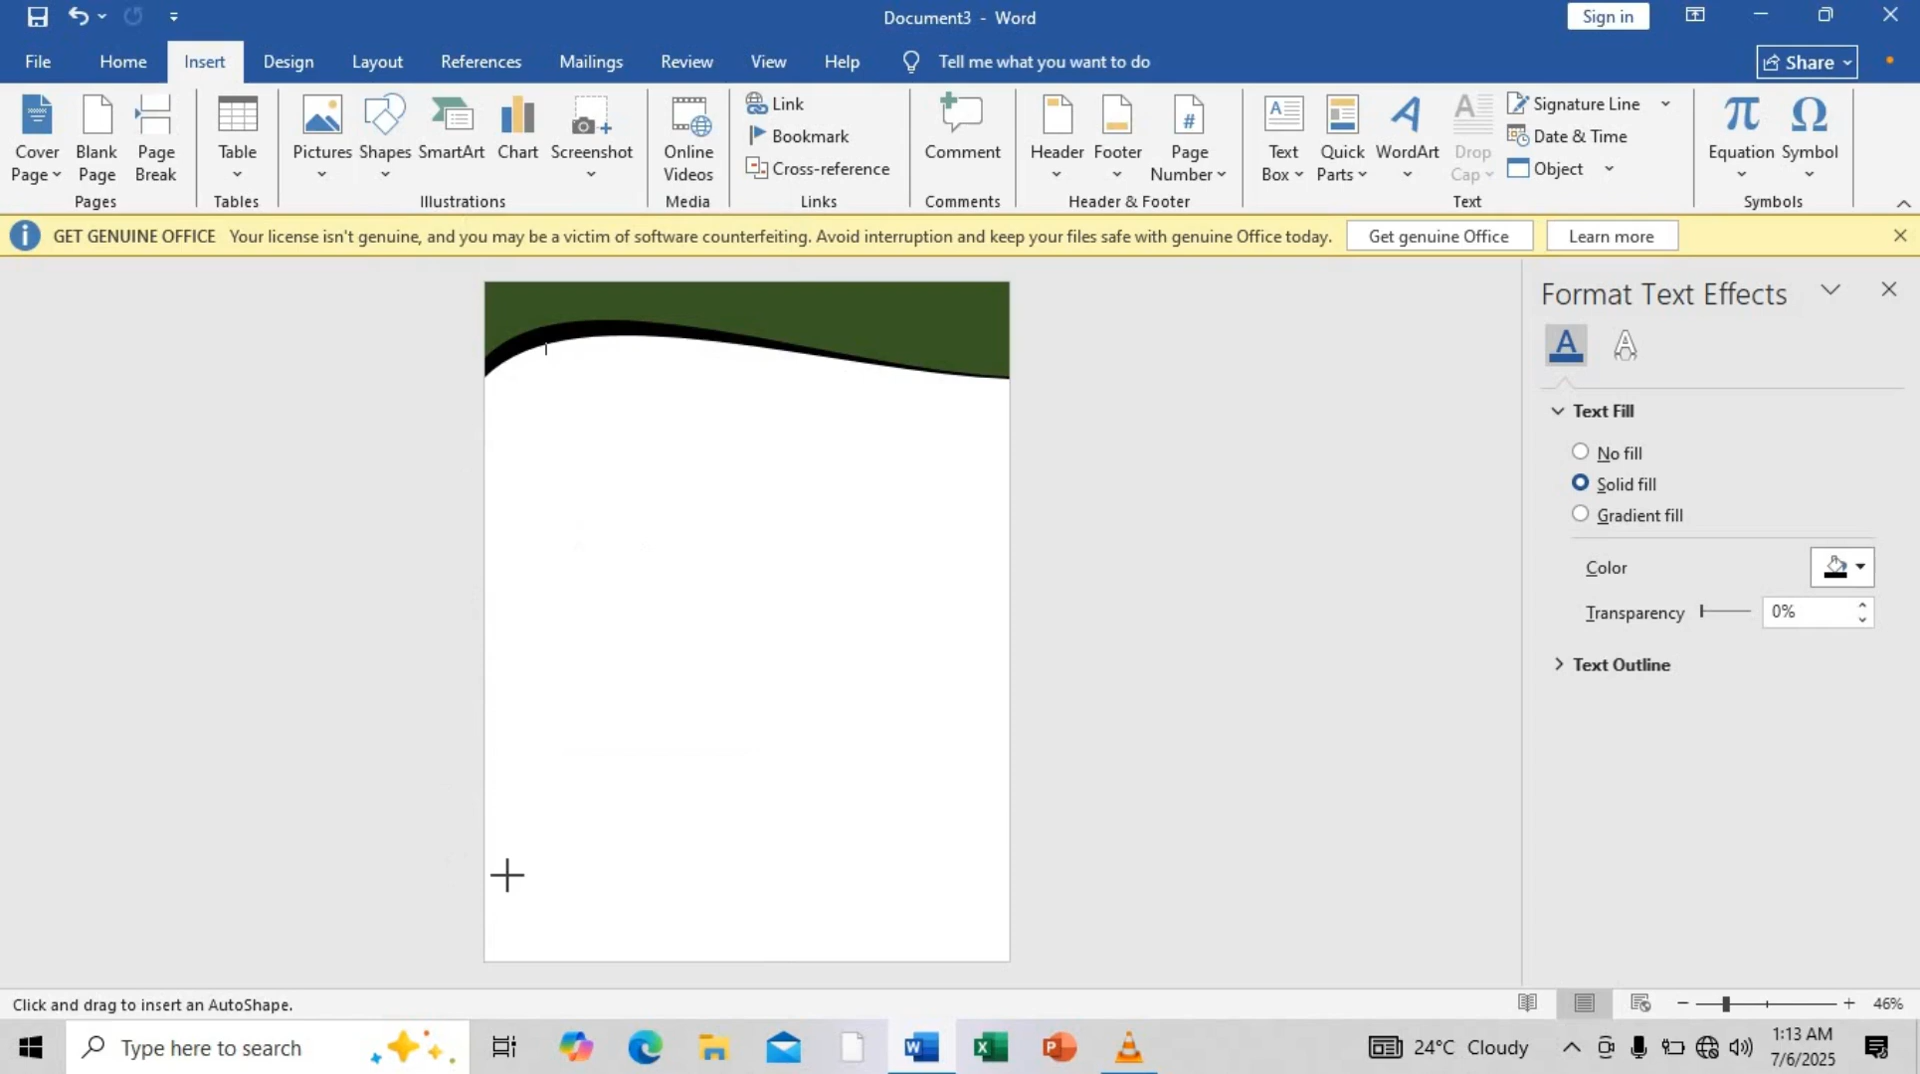 Document3 - Word
Sign in
File Home Insert Design Layout References Mailings Review View Help Tell me what you want to do Share
Cover Page
Blank Page
Page Break
Pages
Table
Tables
Pictures
Shapes
SmartArt
Chart
Screenshot
Illustrations
Online Videos
Media
Link
Bookmark
Cross-reference
Links
Comment
Comments
Header
Footer
Page Number
Header & Footer
Text Box
Quick Parts
WordArt
Drop Cap
Signature Line
Date & Time
Object
Text
Equation
Symbol
Symbols
GET GENUINE OFFICE Your license isn't genuine, and you may be a victim of software counterfeiting. Avoid interruption and keep your files safe with genuine Office today. Get genuine Office Learn more
Format Text Effects
Text Fill
No fill
Solid fill
Gradient fill
Color
Transparency 0%
Text Outline
Click and drag to insert an AutoShape.
46%
Type here to search
24°C Cloudy
1:13 AM
7/6/2025